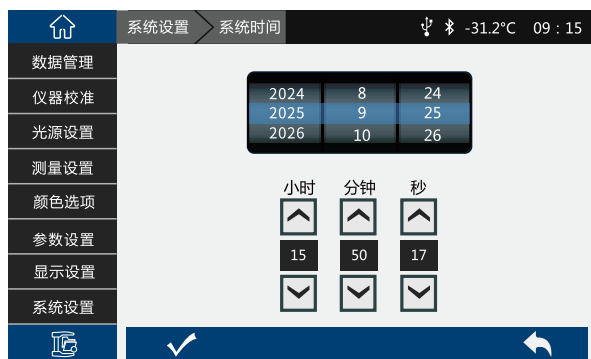 系统设置 系统时间 -31.2°C 09 : 15
数据管理
仪器校准
光源设置
测量设置
颜色选项
参数设置
显示设置
系统设置
2024 8 24
2025 9 25
2026 10 26
小时 分钟 秒
15 50 17